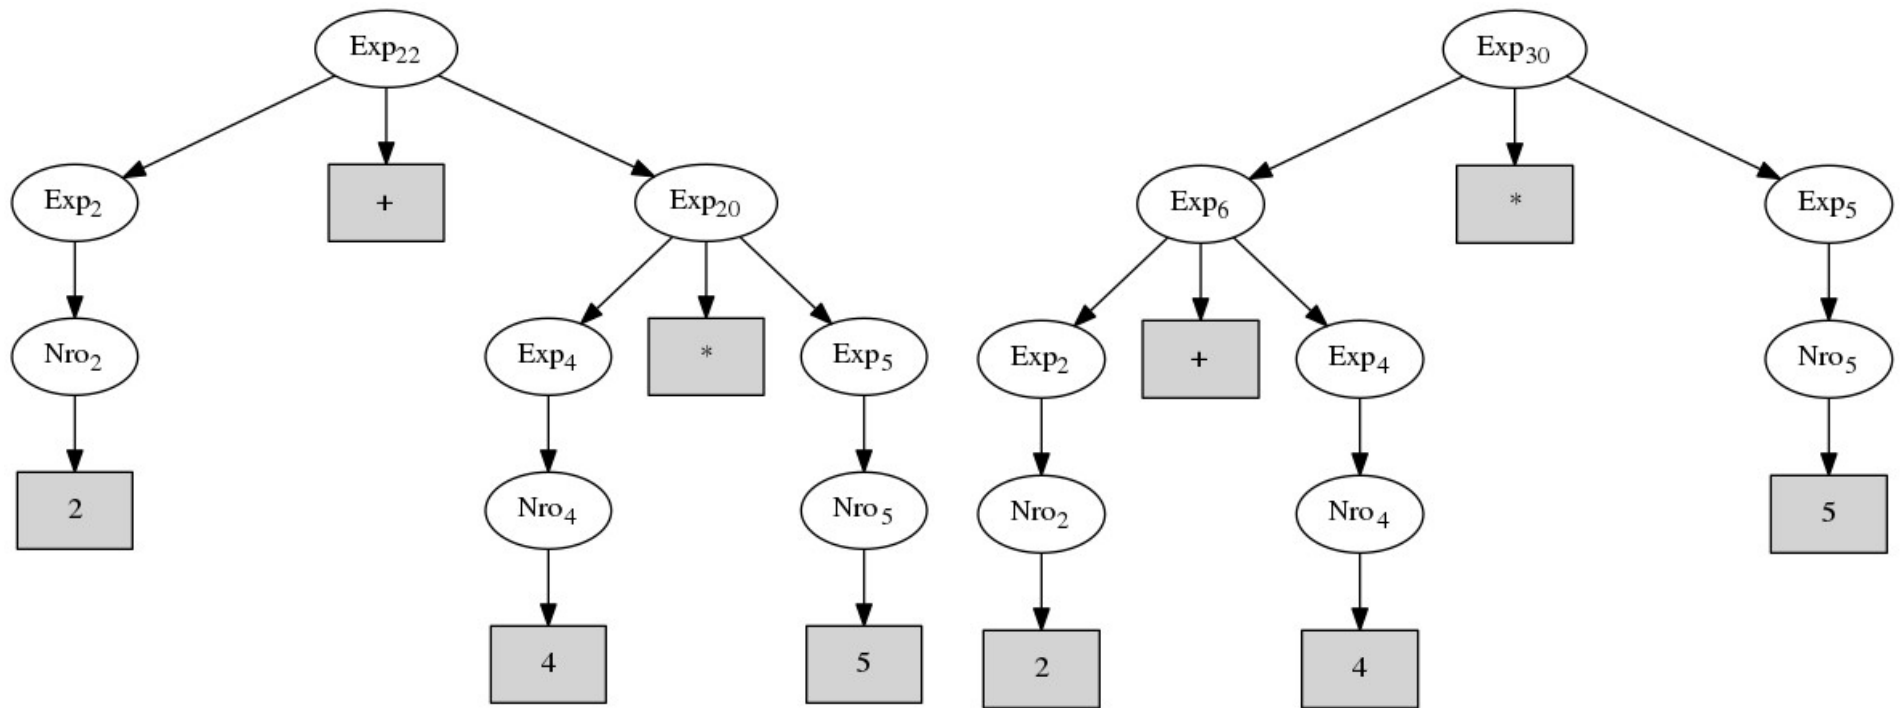 Exp22 Exp30
Exp2 + Exp20 Exp6 * Exp5
Nro2 Exp4 * Exp5 Exp2 + Exp4 Nro5
2 Nro4 Nro5 Nro2 Nro4 5
4 5 2 4